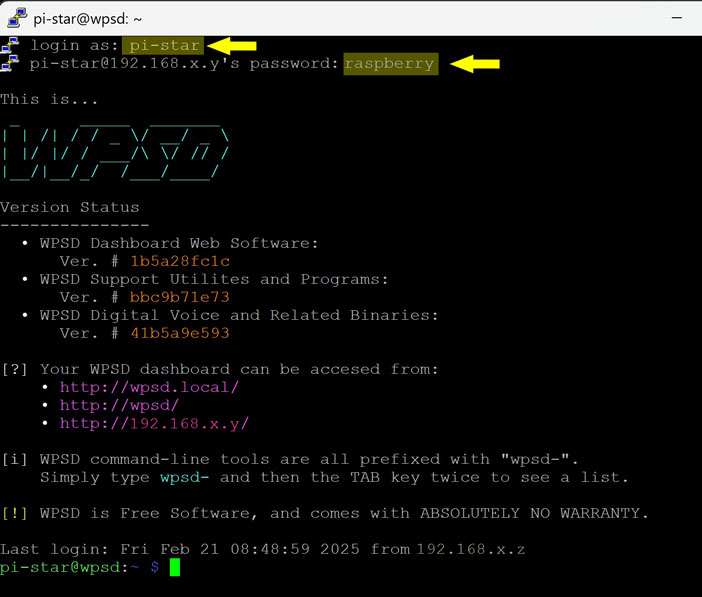 pi-star@wpsd: ~
login as: pi-star
pi-star@192.168.x.y's password: raspberry
This is...
WPSD
Version Status
---------------
• WPSD Dashboard Web Software:
Ver. # 1b5a28fc1c
• WPSD Support Utilites and Programs:
Ver. # bbc9b71e73
• WPSD Digital Voice and Related Binaries:
Ver. # 41b5a9e593
[?] Your WPSD dashboard can be accesed from:
• http://wpsd.local/
• http://wpsd/
• http://192.168.x.y/
[i] WPSD command-line tools are all prefixed with "wpsd-".
Simply type wpsd- and then the TAB key twice to see a list.
[!] WPSD is Free Software, and comes with ABSOLUTELY NO WARRANTY.
Last login: Fri Feb 21 08:48:59 2025 from 192.168.x.z
pi-star@wpsd:~ $